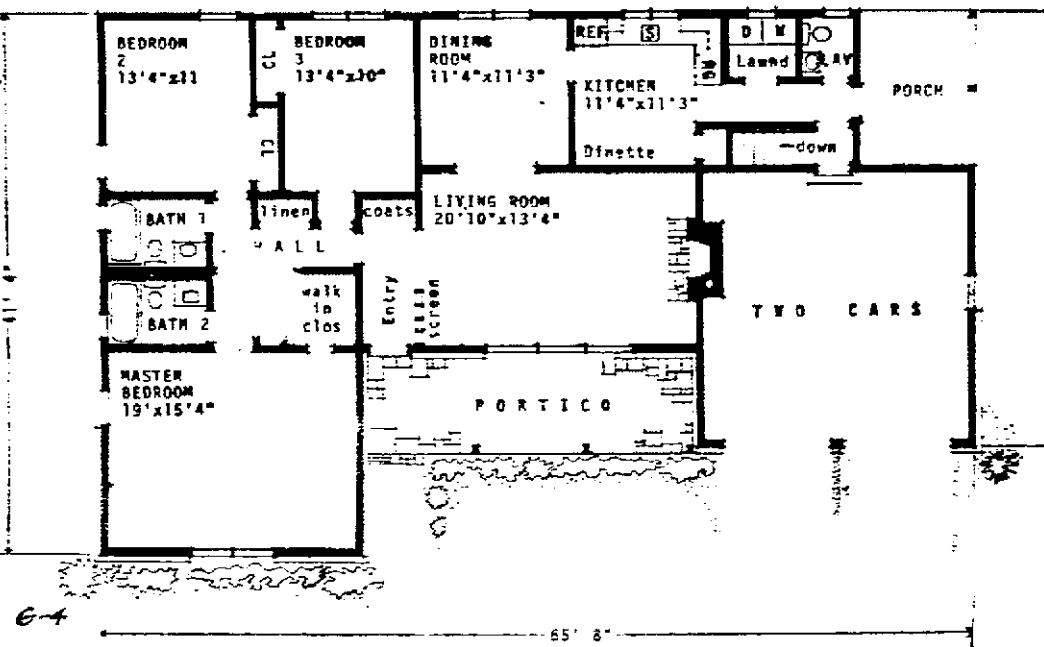 BEDROOM
2
13'4"x11
CL
BEDROOM
3
13'4"x10"
DINING
ROOM
11'4"x11'3"
REF
S
D W
Laund
LAV
KITCHEN
11'4"x11'3"
DW
PORCH
Dinette
down
CL
BATH 1
linen
coats
LIVING ROOM
20'10"x13'4"
HALL
walk
in
clos
Entry
screen
TWO CARS
BATH 2
41' 4"
MASTER
BEDROOM
19'x15'4"
PORTICO
G-4
65' 8"